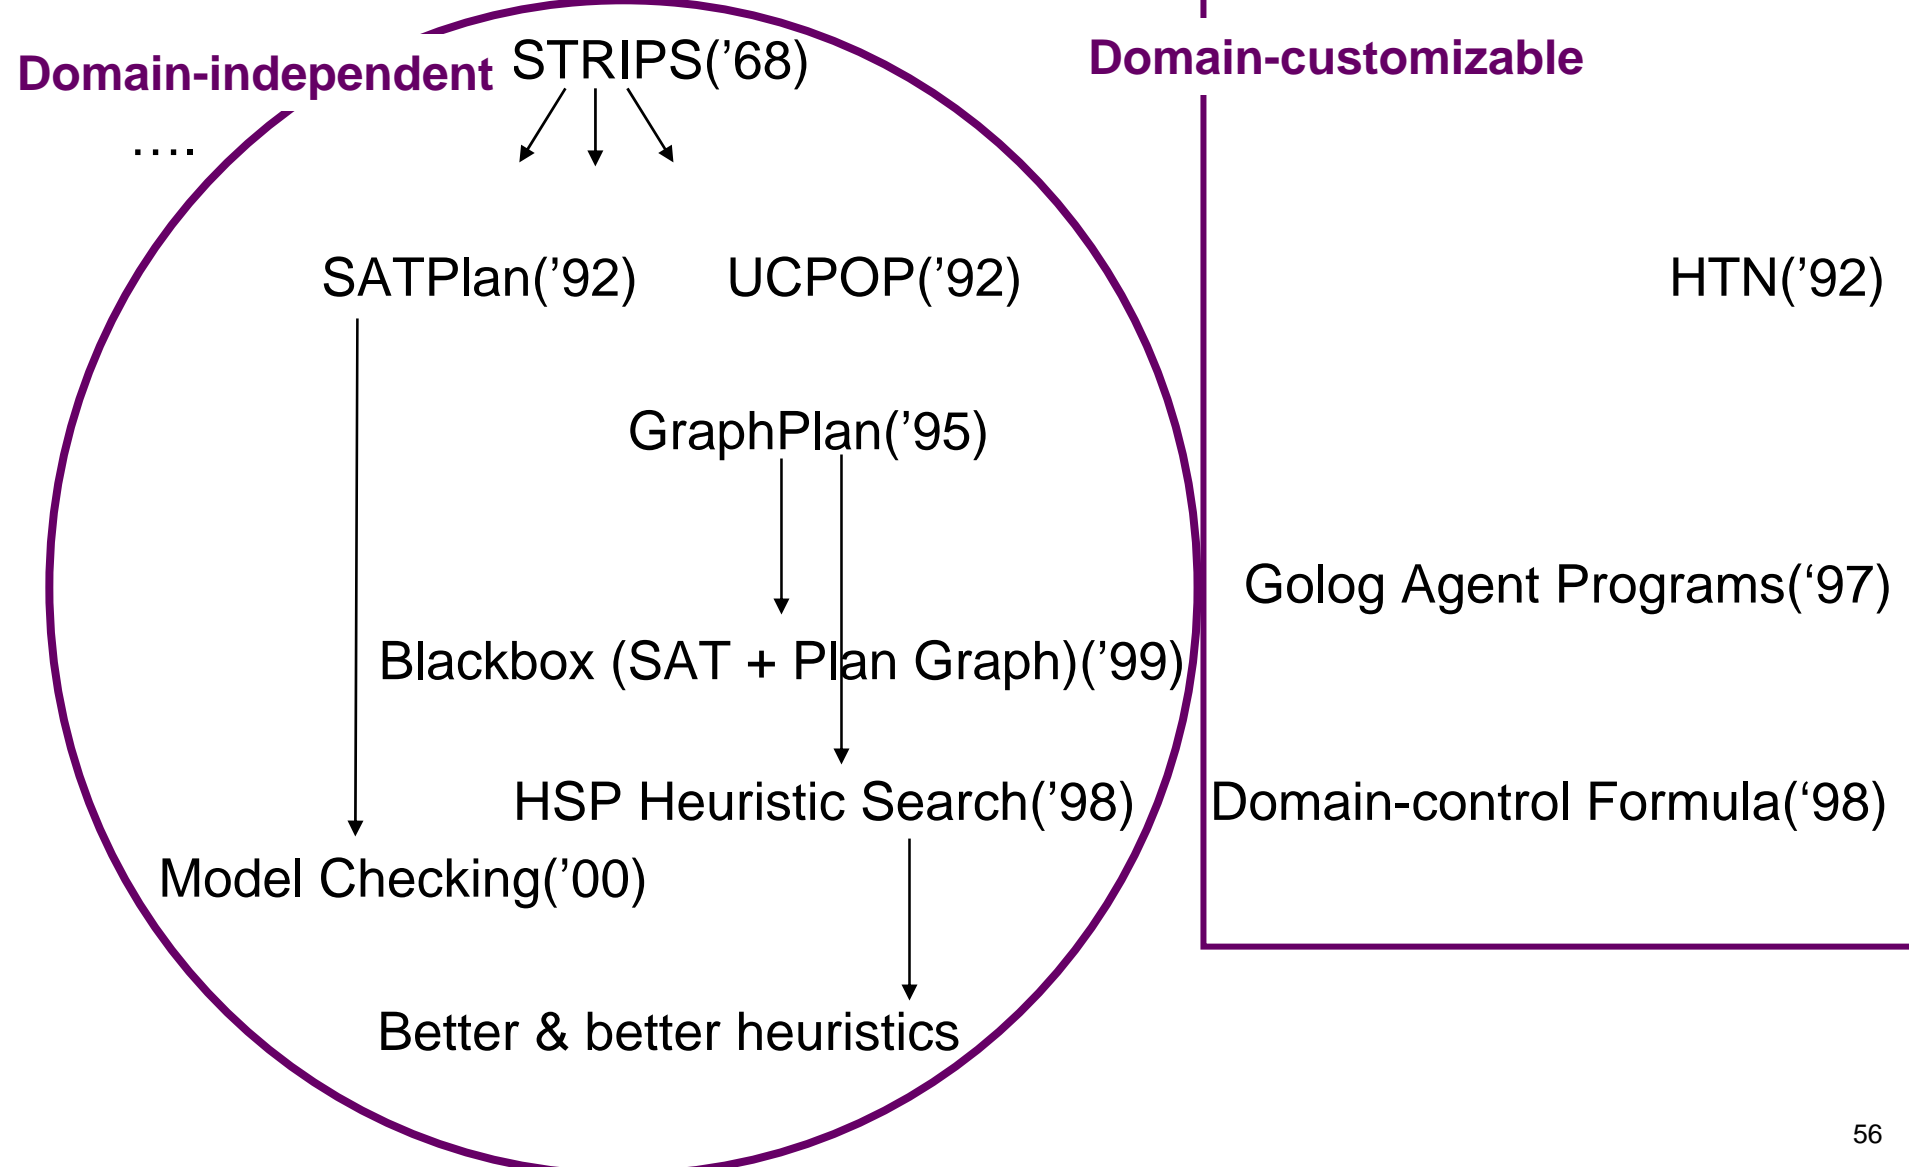 Domain-independent
STRIPS(’68)
Domain-customizable
….
SATPlan(’92)
UCPOP(’92)
HTN(’92)
GraphPlan(’95)
Golog Agent Programs(‘97)
Blackbox (SAT + Plan Graph)(’99)
HSP Heuristic Search(’98)
Domain-control Formula(‘98)
Model Checking(’00)
Better & better heuristics
56